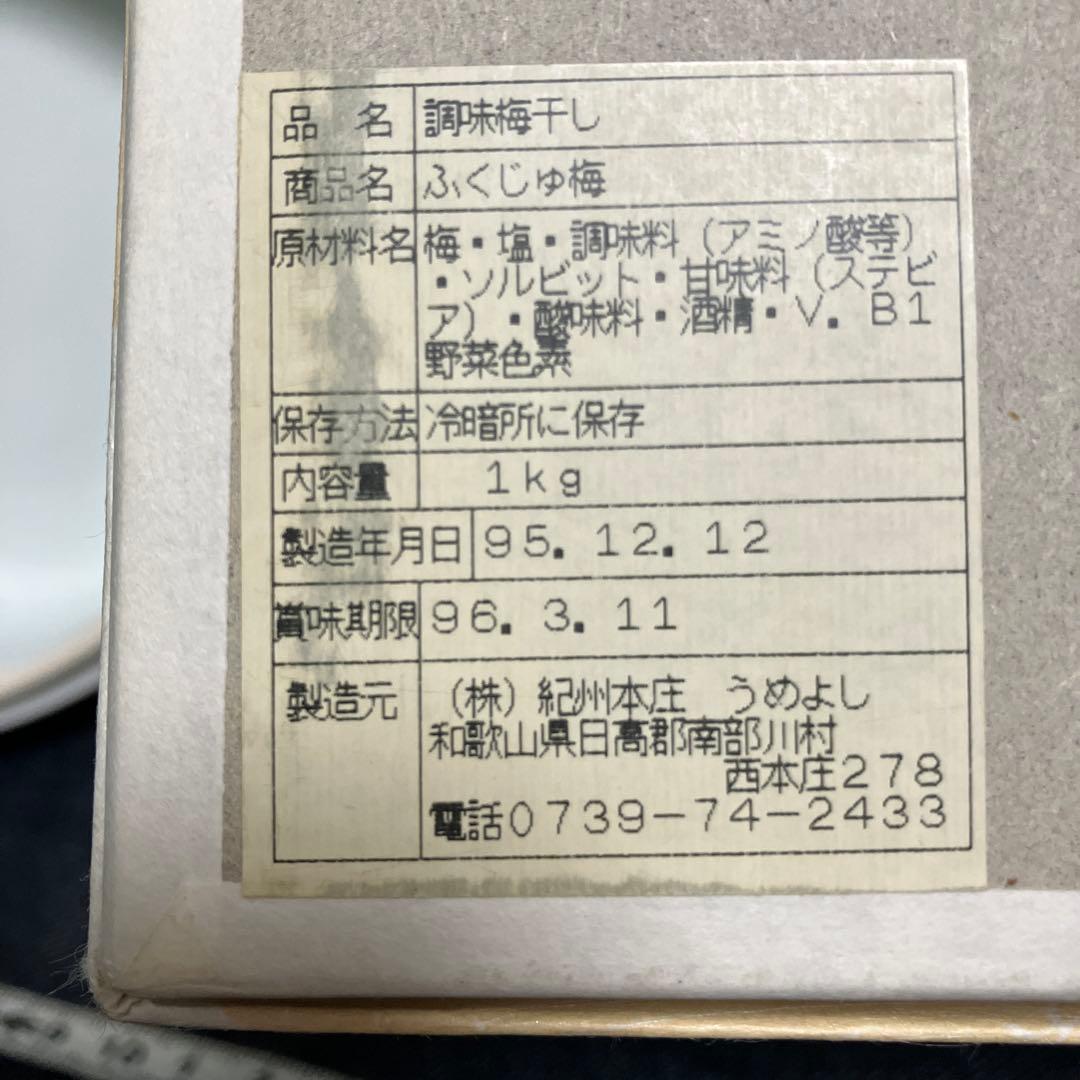 品名 調味梅干し
商品名 ふくじゅ梅
原材料名 梅・塩・調味料（アミノ酸等）
・ソルビット・甘味料（ステビ
ア）・酸味料・酒精・V．B1
野菜色素
保存方法 冷暗所に保存
内容量 1kg
製造年月日 95．12．12
賞味期限 96．3．11
製造元 （株）紀州本庄 うめよし
和歌山県日高郡南部川村
西本庄278
電話0739－74－2433